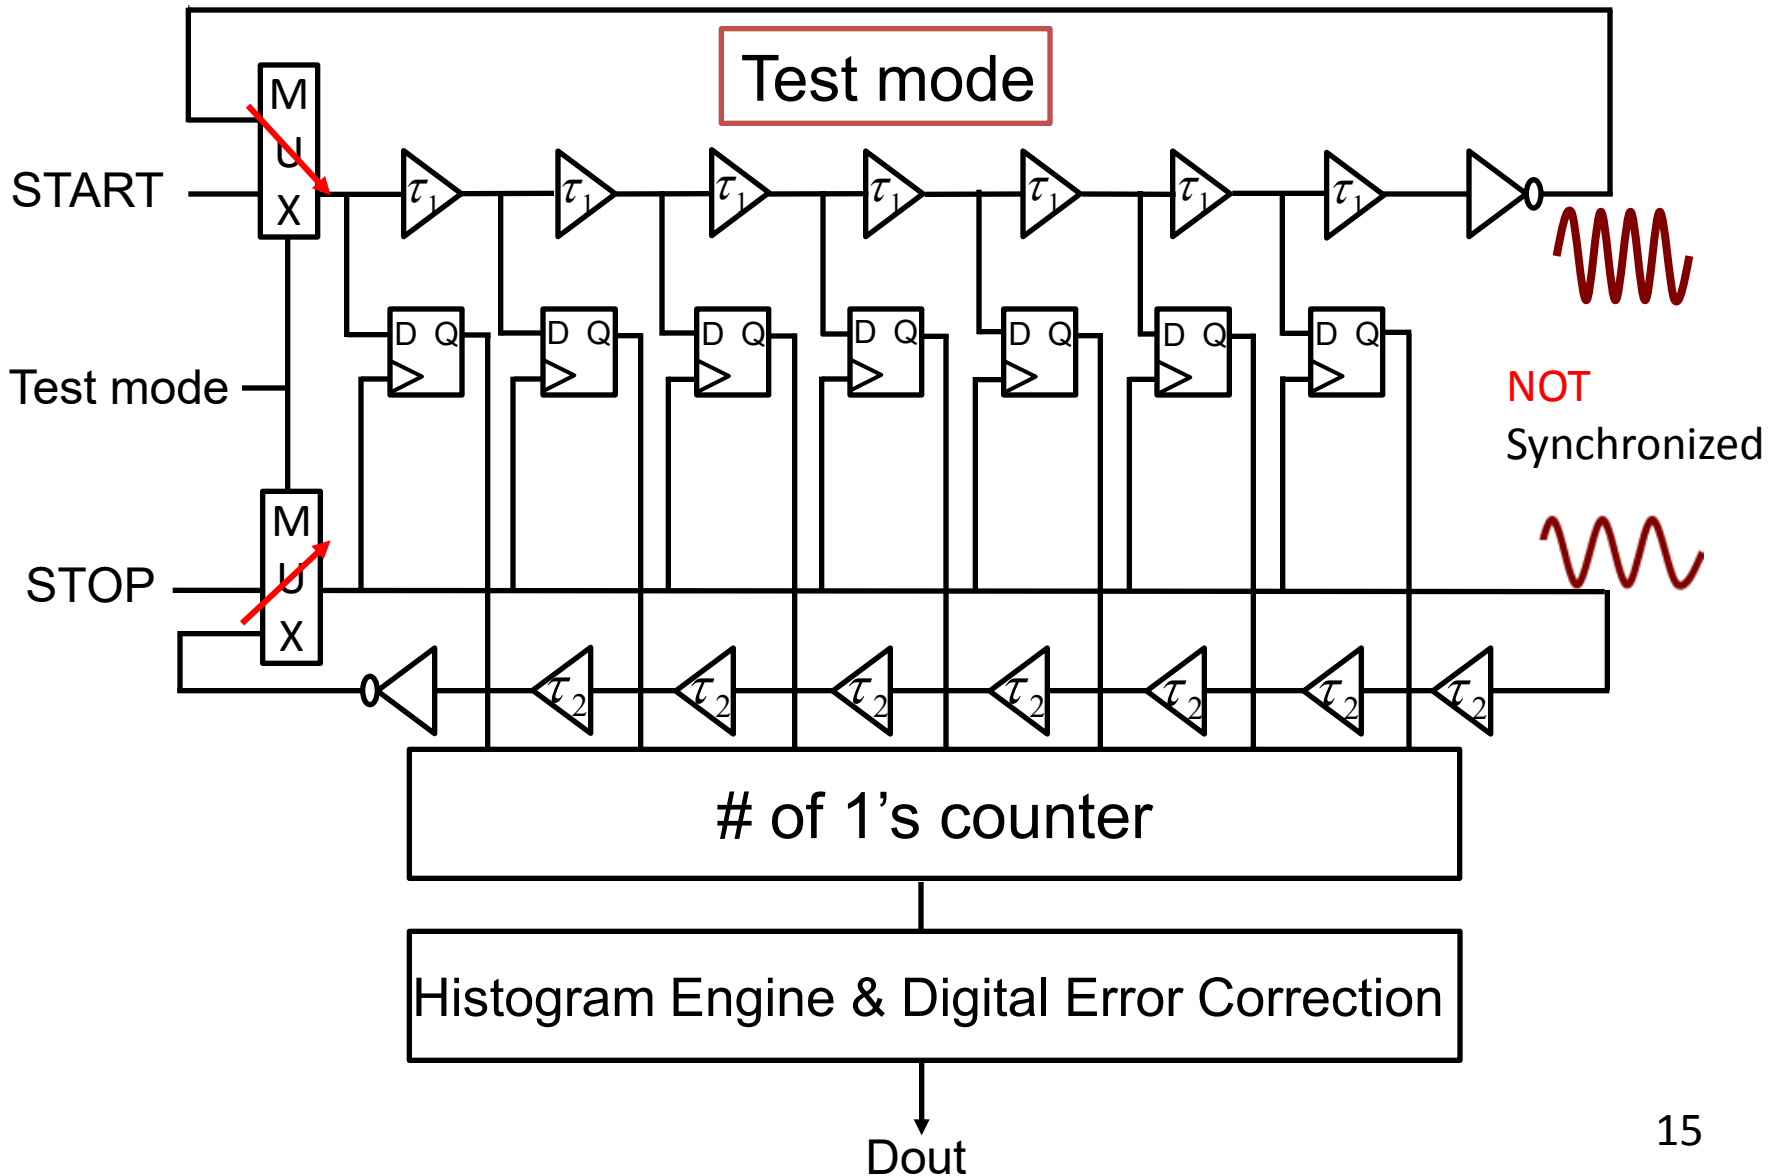 Test mode
M
U
X
START
τ1 τ1 τ1 τ1 τ1 τ1 τ1
D Q D Q D Q D Q D Q D Q D Q
Test mode
NOT
Synchronized
M
U
X
STOP
τ2 τ2 τ2 τ2 τ2 τ2 τ2
# of 1’s counter
Histogram Engine & Digital Error Correction
Dout
15